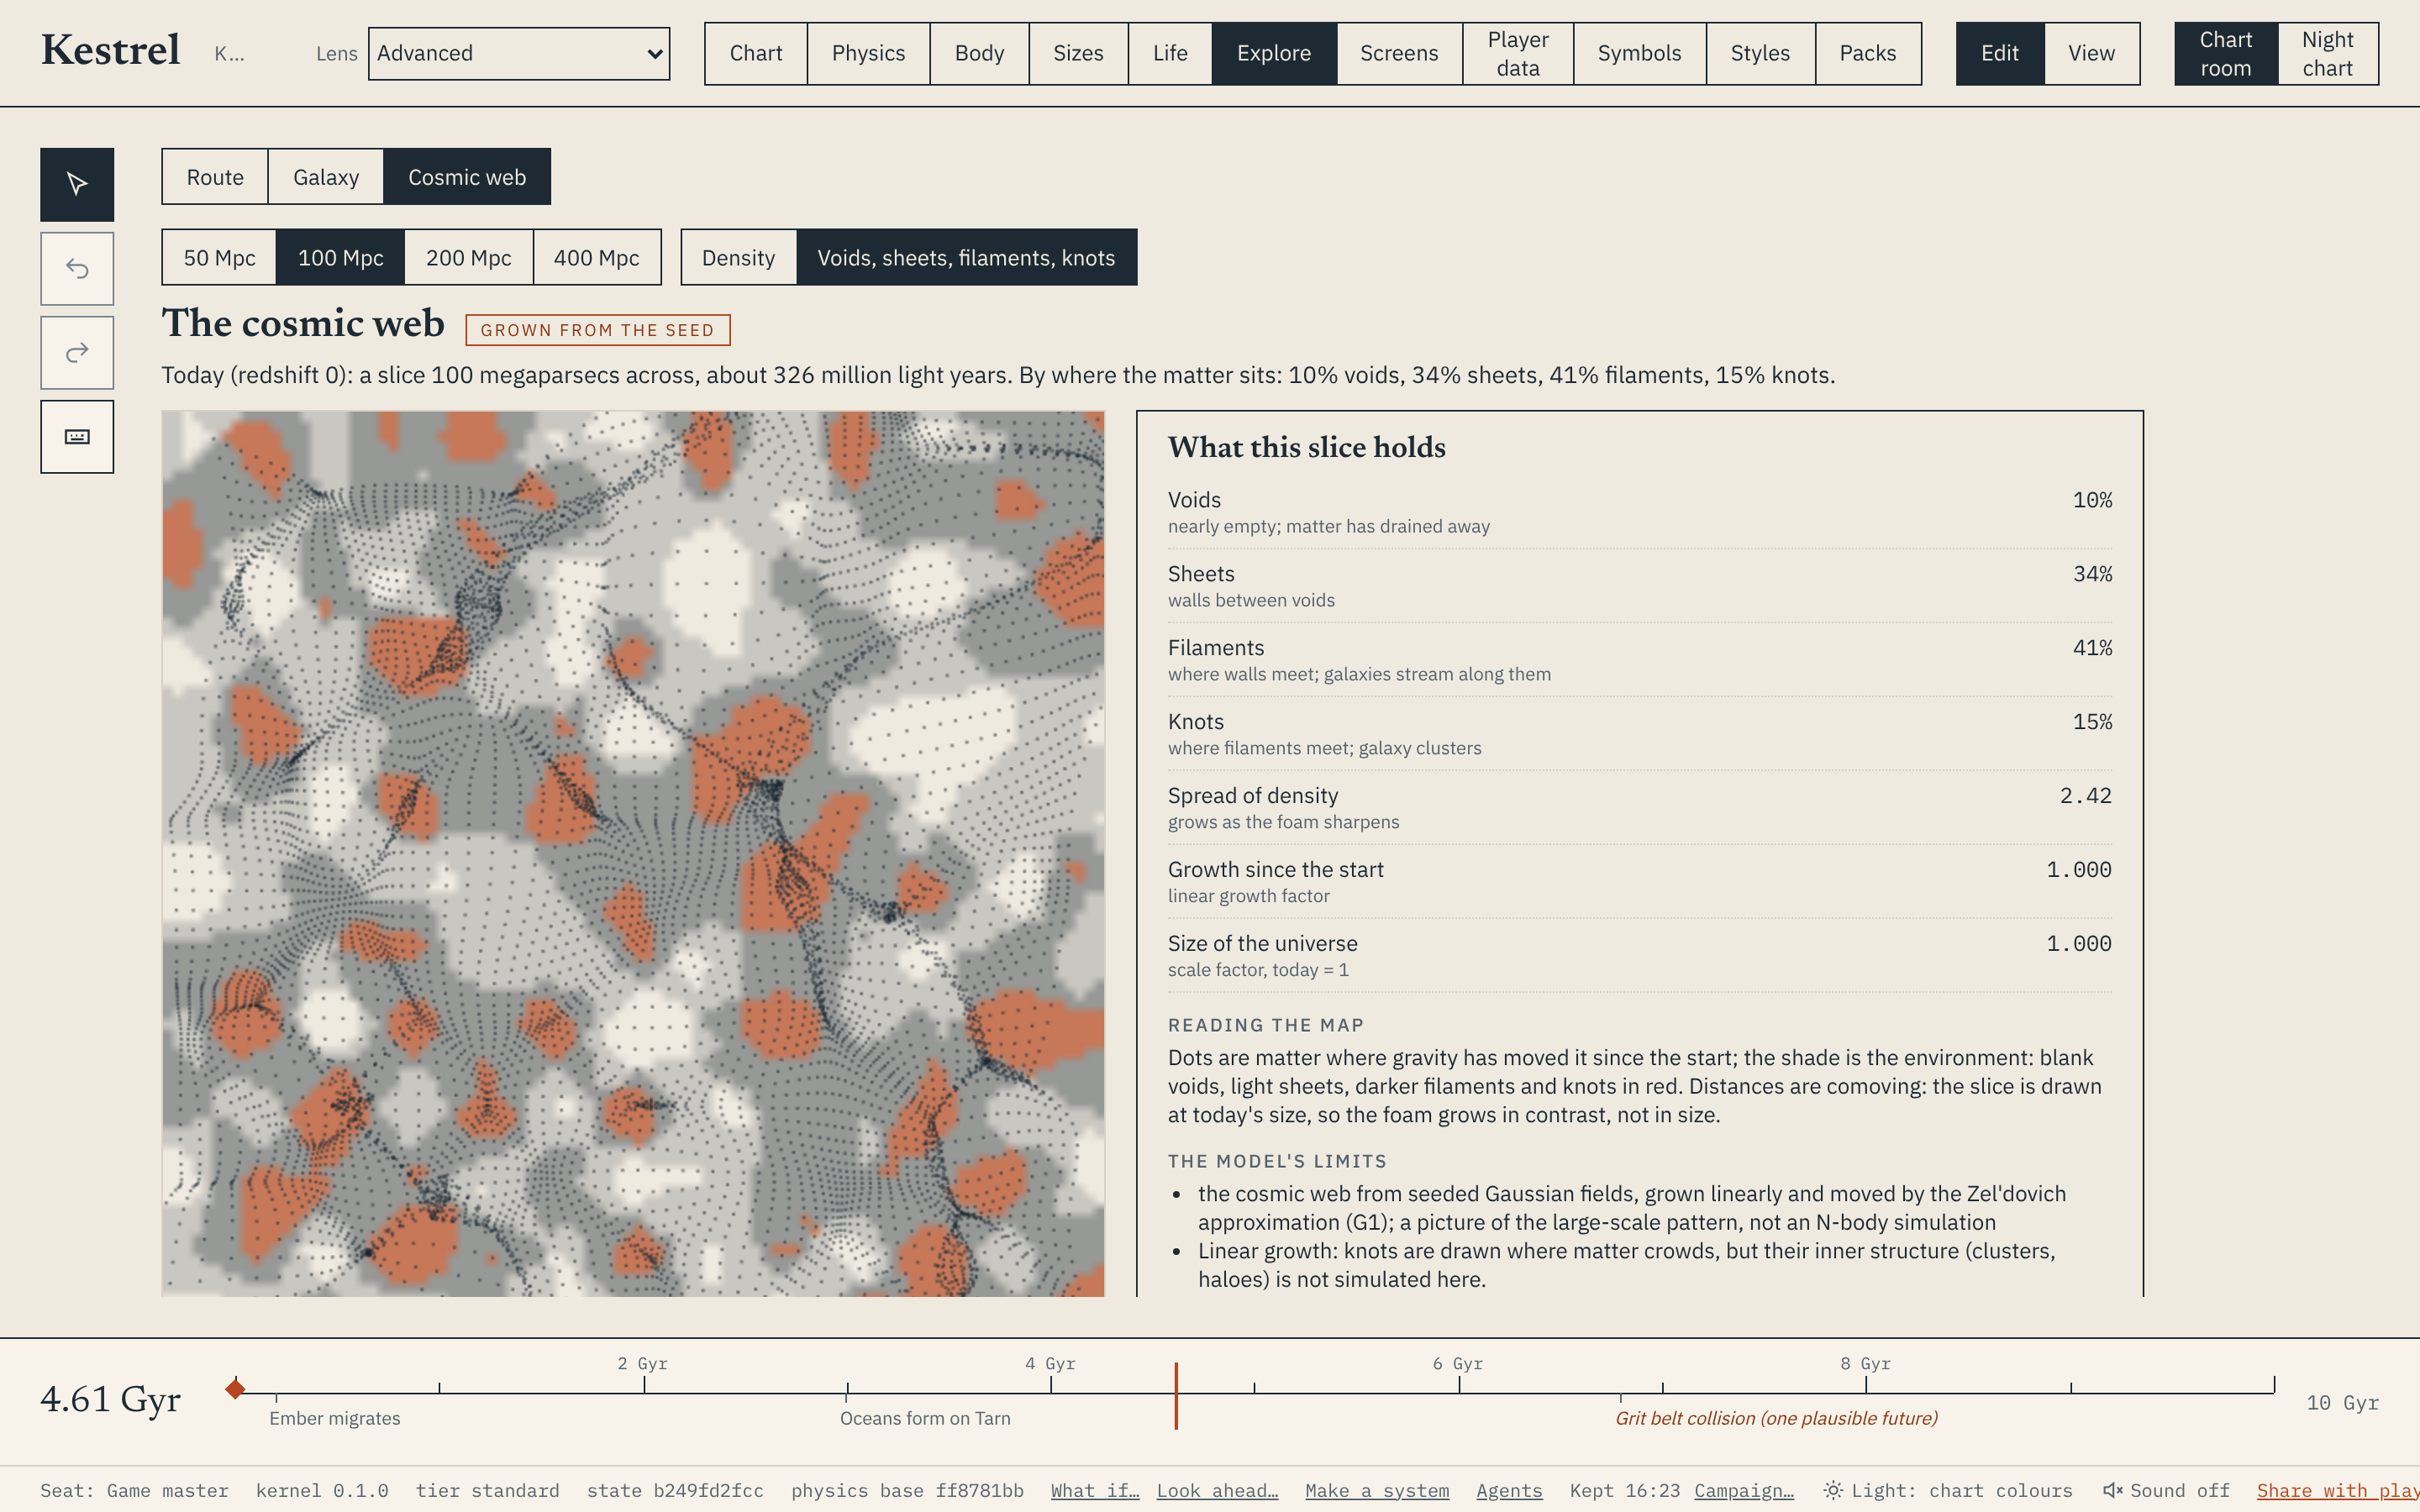 Kestrel
K...
Lens
Advanced
Chart
Physics
Body
Sizes
Life
Explore
Screens
Player
data
Symbols
Styles
Packs
Edit
View
Chart
room
Night
chart
Route
Galaxy
Cosmic web
50 Mpc
100 Mpc
200 Mpc
400 Mpc
Density
Voids, sheets, filaments, knots
The cosmic web
GROWN FROM THE SEED
Today (redshift 0): a slice 100 megaparsecs across, about 326 million light years. By where the matter sits: 10% voids, 34% sheets, 41% filaments, 15% knots.
What this slice holds
Voids
10%
nearly empty; matter has drained away
Sheets
34%
walls between voids
Filaments
41%
where walls meet; galaxies stream along them
Knots
15%
where filaments meet; galaxy clusters
Spread of density
2.42
grows as the foam sharpens
Growth since the start
1.000
linear growth factor
Size of the universe
1.000
scale factor, today = 1
READING THE MAP
Dots are matter where gravity has moved it since the start; the shade is the environment: blank
voids, light sheets, darker filaments and knots in red. Distances are comoving: the slice is drawn
at today's size, so the foam grows in contrast, not in size.
THE MODEL'S LIMITS
• the cosmic web from seeded Gaussian fields, grown linearly and moved by the Zel'dovich
approximation (G1); a picture of the large-scale pattern, not an N-body simulation
• Linear growth: knots are drawn where matter crowds, but their inner structure (clusters,
haloes) is not simulated here.
4.61 Gyr
2 Gyr
4 Gyr
6 Gyr
8 Gyr
10 Gyr
Ember migrates
Oceans form on Tarn
Grit belt collision (one plausible future)
Seat: Game master
kernel 0.1.0
tier standard
state b249fd2fcc
physics base ff8781bb
What if…
Look ahead…
Make a system
Agents
Kept 16:23
Campaign…
Light: chart colours
Sound off
Share with play